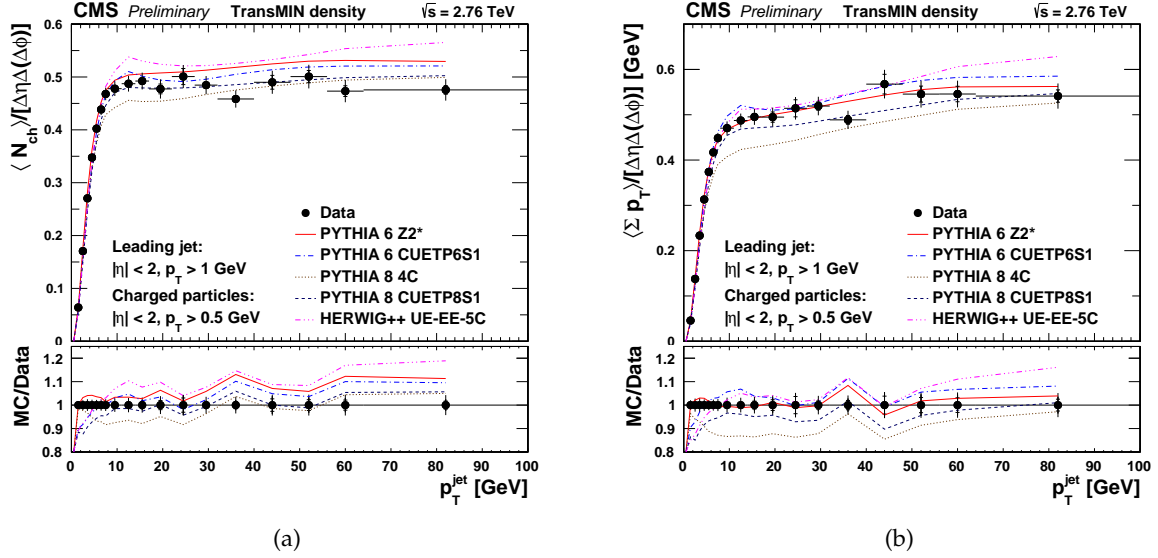 CMS Preliminary TransMIN density √s = 2.76 TeV
⟨ N_ch⟩/[ΔηΔ(Δϕ)]
0.6
0.5
0.4
0.3
0.2
0.1
0
Data
PYTHIA 6 Z2*
PYTHIA 6 CUETP6S1
PYTHIA 8 4C
PYTHIA 8 CUETP8S1
HERWIG++ UE-EE-5C
Leading jet:
|η| < 2, p_T > 1 GeV
Charged particles:
|η| < 2, p_T > 0.5 GeV
MC/Data
1.2
1.1
1
0.9
0.8
0 10 20 30 40 50 60 70 80 90 100
p_T^jet [GeV]
(a)
CMS Preliminary TransMIN density √s = 2.76 TeV
⟨Σ p_T⟩/[ΔηΔ(Δϕ)] [GeV]
0.6
0.4
0.2
0
Data
PYTHIA 6 Z2*
PYTHIA 6 CUETP6S1
PYTHIA 8 4C
PYTHIA 8 CUETP8S1
HERWIG++ UE-EE-5C
Leading jet:
|η| < 2, p_T > 1 GeV
Charged particles:
|η| < 2, p_T > 0.5 GeV
MC/Data
1.2
1.1
1
0.9
0.8
0 10 20 30 40 50 60 70 80 90 100
p_T^jet [GeV]
(b)